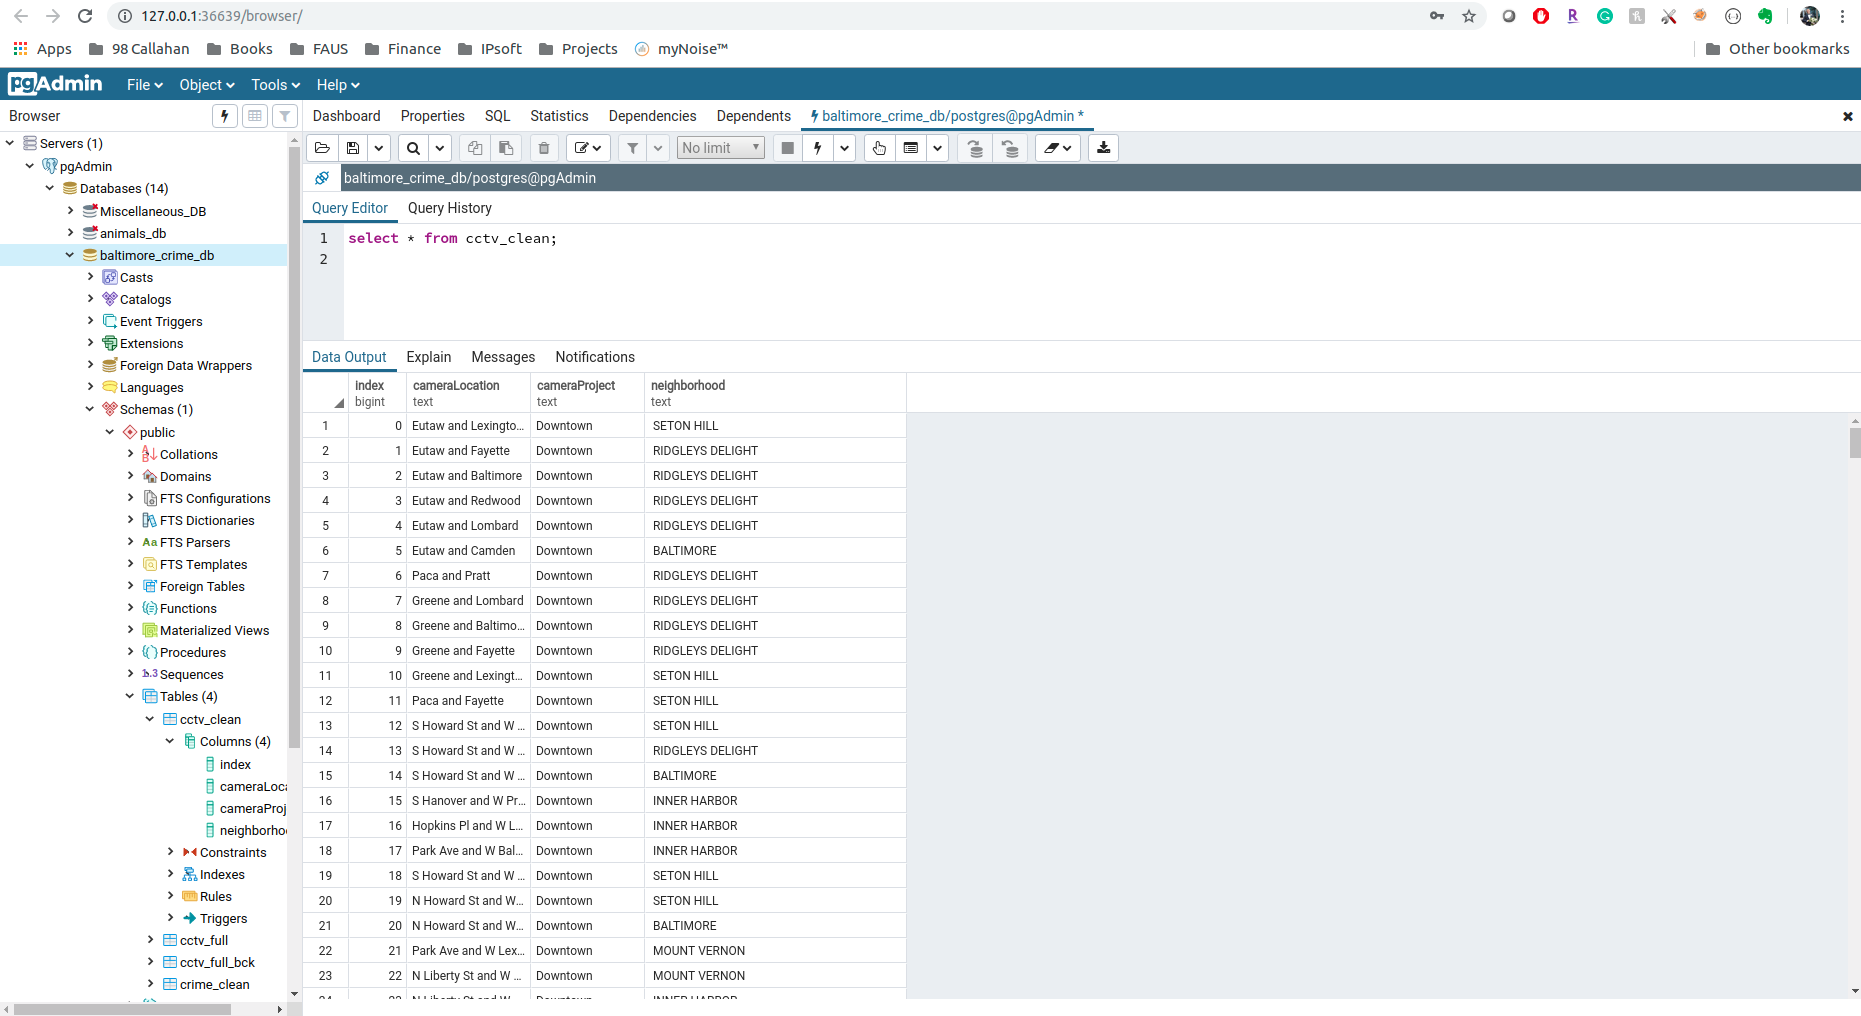 127.0.0.1:36639/browser/
Apps 98 Callahan Books FAUS Finance IPsoft Projects myNoise™ Other bookmarks
pgAdmin File Object Tools Help
Browser
Dashboard Properties SQL Statistics Dependencies Dependents baltimore_crime_db/postgres@pgAdmin *
No limit
baltimore_crime_db/postgres@pgAdmin
Query Editor Query History
1 select * from cctv_clean;
2
Data Output Explain Messages Notifications
Servers (1)
pgAdmin
Databases (14)
Miscellaneous_DB
animals_db
baltimore_crime_db
Casts
Catalogs
Event Triggers
Extensions
Foreign Data Wrappers
Languages
Schemas (1)
public
Collations
Domains
FTS Configurations
FTS Dictionaries
FTS Parsers
FTS Templates
Foreign Tables
Functions
Materialized Views
Procedures
Sequences
Tables (4)
cctv_clean
Columns (4)
index
cameraLoca
cameraProj
neighborho
Constraints
Indexes
Rules
Triggers
cctv_full
cctv_full_bck
crime_clean
index bigint cameraLocation text cameraProject text neighborhood text
1 0 Eutaw and Lexingto... Downtown SETON HILL
2 1 Eutaw and Fayette Downtown RIDGLEYS DELIGHT
3 2 Eutaw and Baltimore Downtown RIDGLEYS DELIGHT
4 3 Eutaw and Redwood Downtown RIDGLEYS DELIGHT
5 4 Eutaw and Lombard Downtown RIDGLEYS DELIGHT
6 5 Eutaw and Camden Downtown BALTIMORE
7 6 Paca and Pratt Downtown RIDGLEYS DELIGHT
8 7 Greene and Lombard Downtown RIDGLEYS DELIGHT
9 8 Greene and Baltimo... Downtown RIDGLEYS DELIGHT
10 9 Greene and Fayette Downtown RIDGLEYS DELIGHT
11 10 Greene and Lexingt... Downtown SETON HILL
12 11 Paca and Fayette Downtown SETON HILL
13 12 S Howard St and W ... Downtown SETON HILL
14 13 S Howard St and W ... Downtown RIDGLEYS DELIGHT
15 14 S Howard St and W ... Downtown BALTIMORE
16 15 S Hanover and W Pr... Downtown INNER HARBOR
17 16 Hopkins Pl and W L... Downtown INNER HARBOR
18 17 Park Ave and W Bal... Downtown INNER HARBOR
19 18 S Howard St and W ... Downtown SETON HILL
20 19 N Howard St and W... Downtown SETON HILL
21 20 N Howard St and W... Downtown BALTIMORE
22 21 Park Ave and W Lex... Downtown MOUNT VERNON
23 22 N Liberty St and W ... Downtown MOUNT VERNON